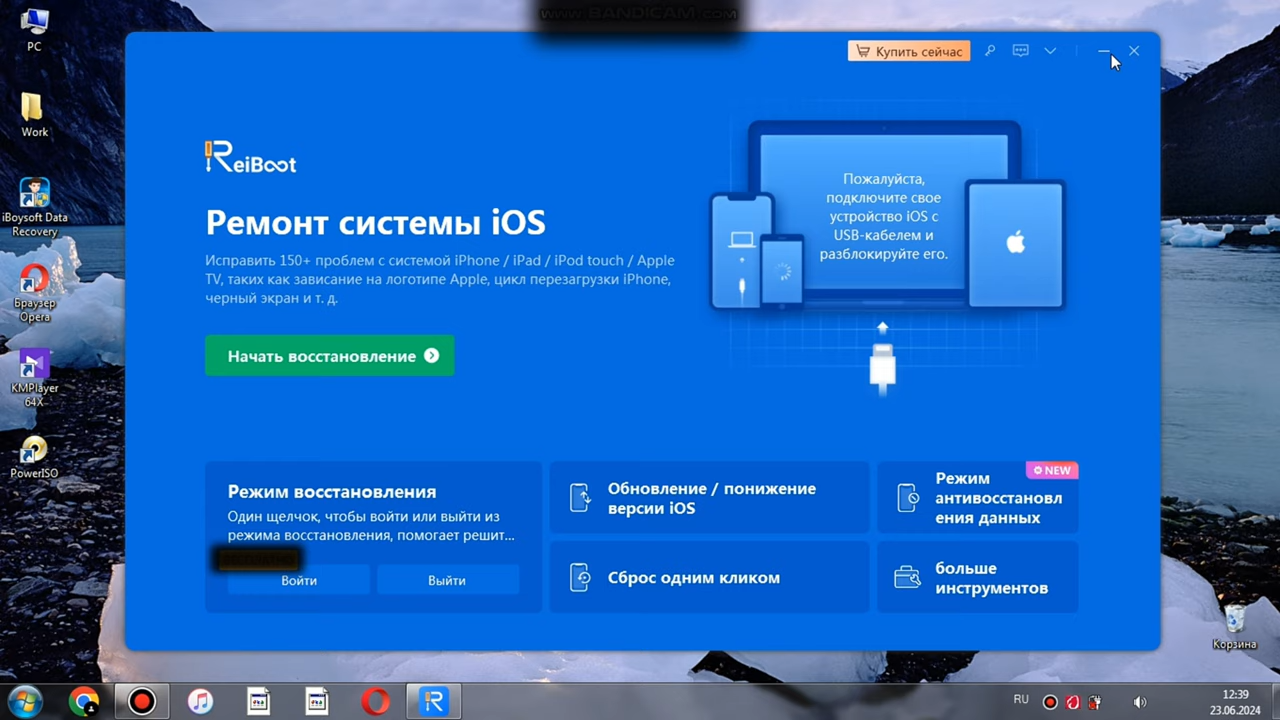 www.BANDICAM.com
PC
Work
iBoysoft Data
Recovery
Браузер
Opera
KMPlayer
64X
PowerISO
Купить сейчас
ReiBoot
Ремонт системы iOS
Исправить 150+ проблем с системой iPhone / iPad / iPod touch / Apple
TV, таких как зависание на логотипе Apple, цикл перезагрузки iPhone,
черный экран и т. д.
Начать восстановление
Пожалуйста,
подключите свое
устройство iOS с
USB-кабелем и
разблокируйте его.
Режим восстановления
Один щелчок, чтобы войти или выйти из
режима восстановления, помогает решит...
Войти
Выйти
Обновление / понижение
версии iOS
Сброс одним кликом
NEW
Режим
антивосстановл
ения данных
больше
инструментов
Корзина
RU
12:39
23.06.2024